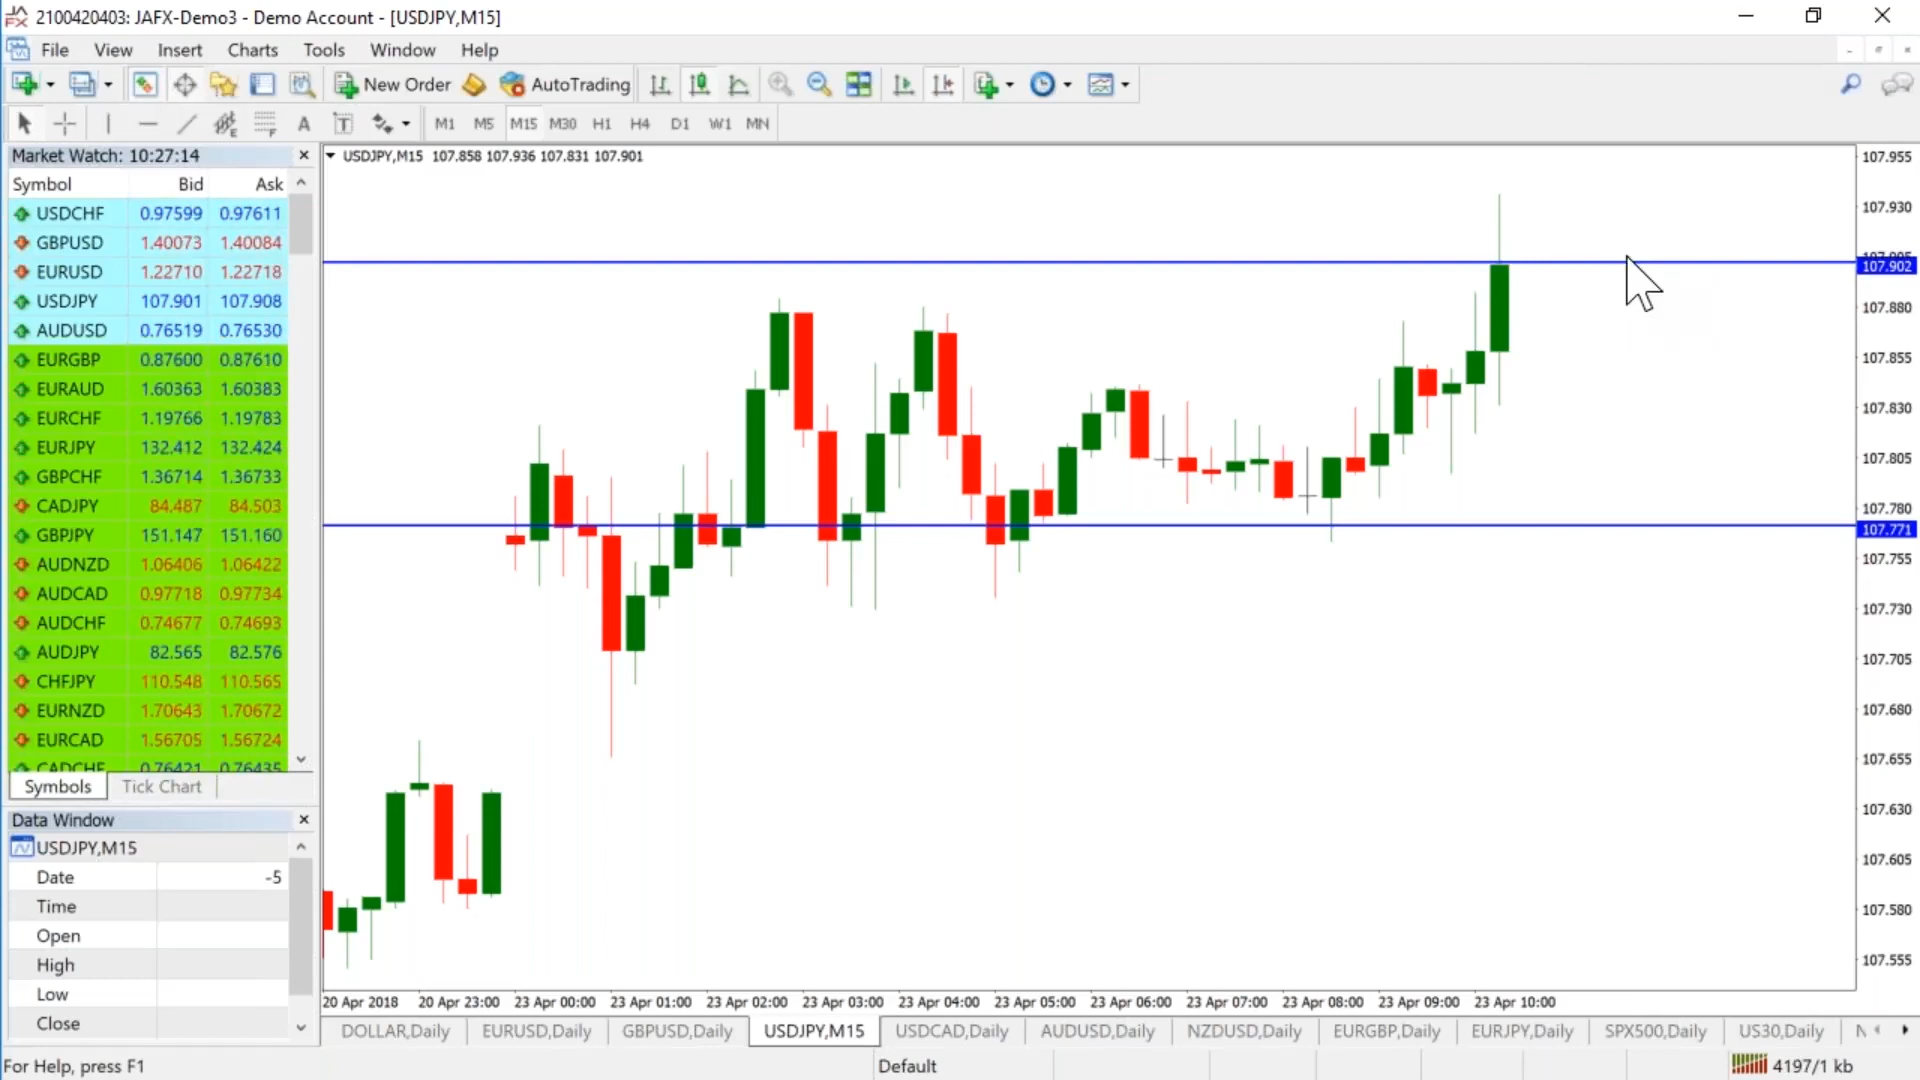 2100420403: JAFX-Demo3 - Demo Account - [USDJPY,M15]
File View Insert Charts Tools Window Help
New Order AutoTrading
M1 M5 M15 M30 H1 H4 D1 W1 MN
Market Watch: 10:27:14
Symbol Bid Ask
USDCHF 0.97599 0.97611
GBPUSD 1.40073 1.40084
EURUSD 1.22710 1.22718
USDJPY 107.901 107.908
AUDUSD 0.76519 0.76530
EURGBP 0.87600 0.87610
EURAUD 1.60363 1.60383
EURCHF 1.19766 1.19783
EURJPY 132.412 132.424
GBPCHF 1.36714 1.36733
CADJPY 84.487 84.503
GBPJPY 151.147 151.160
AUDNZD 1.06406 1.06422
AUDCAD 0.97718 0.97734
AUDCHF 0.74677 0.74693
AUDJPY 82.565 82.576
CHFJPY 110.548 110.565
EURNZD 1.70643 1.70672
EURCAD 1.56705 1.56724
CADCHF 0.76421 0.76435
Symbols Tick Chart
Data Window
USDJPY,M15
Date -5
Time
Open
High
Low
Close
USDJPY,M15 107.858 107.936 107.831 107.901
107.955
107.930
107.902
107.880
107.855
107.830
107.805
107.780
107.771
107.755
107.730
107.705
107.680
107.655
107.630
107.605
107.580
107.555
20 Apr 2018 20 Apr 23:00 23 Apr 00:00 23 Apr 01:00 23 Apr 02:00 23 Apr 03:00 23 Apr 04:00 23 Apr 05:00 23 Apr 06:00 23 Apr 07:00 23 Apr 08:00 23 Apr 09:00 23 Apr 10:00
DOLLAR,Daily EURUSD,Daily GBPUSD,Daily USDJPY,M15 USDCAD,Daily AUDUSD,Daily NZDUSD,Daily EURGBP,Daily EURJPY,Daily SPX500,Daily US30,Daily
For Help, press F1 Default 4197/1 kb